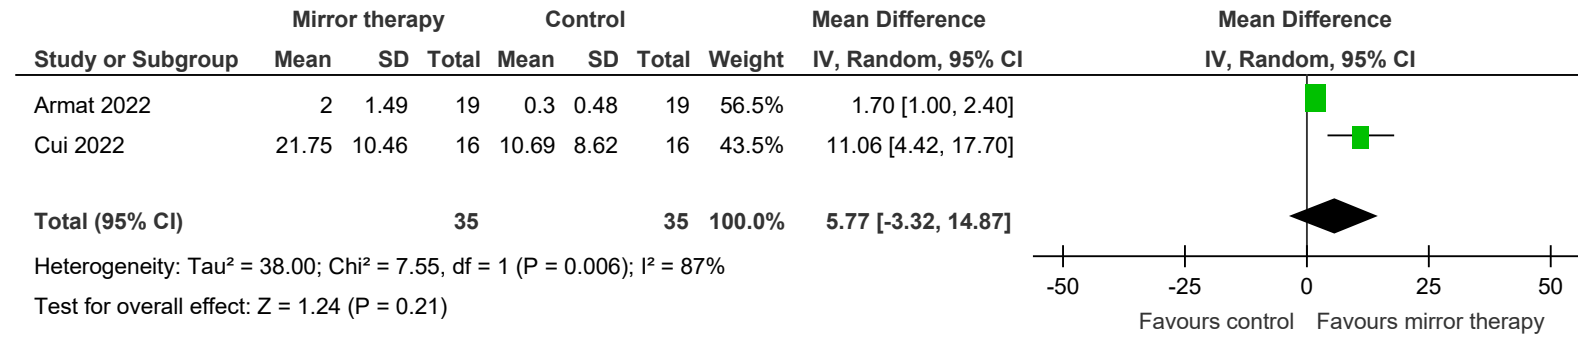 Mirror therapy Control Mean Difference Mean Difference
Study or Subgroup Mean SD Total Mean SD Total Weight IV, Random, 95% CI IV, Random, 95% CI
Armat 2022 2 1.49 19 0.3 0.48 19 56.5% 1.70 [1.00, 2.40]
Cui 2022 21.75 10.46 16 10.69 8.62 16 43.5% 11.06 [4.42, 17.70]
Total (95% CI) 35 35 100.0% 5.77 [-3.32, 14.87]
Heterogeneity: Tau² = 38.00; Chi² = 7.55, df = 1 (P = 0.006); I² = 87%
Test for overall effect: Z = 1.24 (P = 0.21)
-50 -25 0 25 50
Favours control Favours mirror therapy